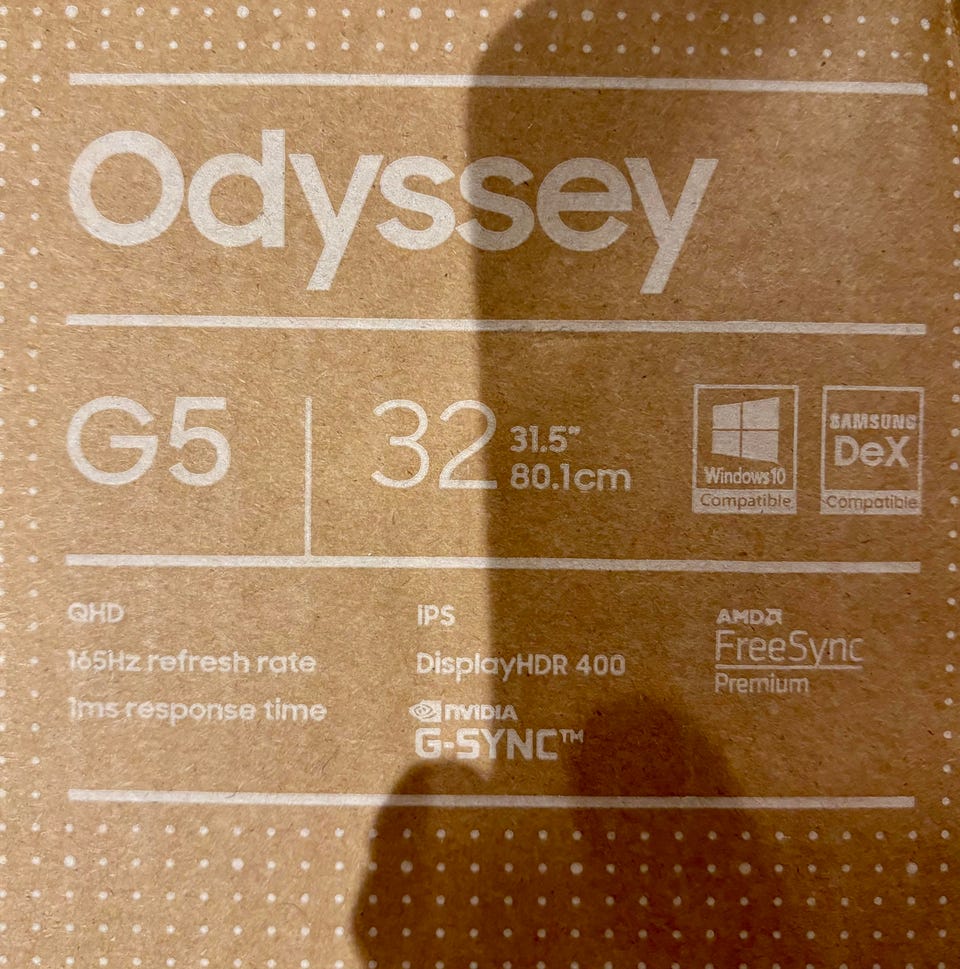 Odyssey
G5
32
31.5"
80.1cm
Windows10
Compatible
SAMSUNG
DeX
Compatible
QHD
165Hz refresh rate
1ms response time
IPS
DisplayHDR 400
NVIDIA
G-SYNC™
AMD
FreeSync
Premium